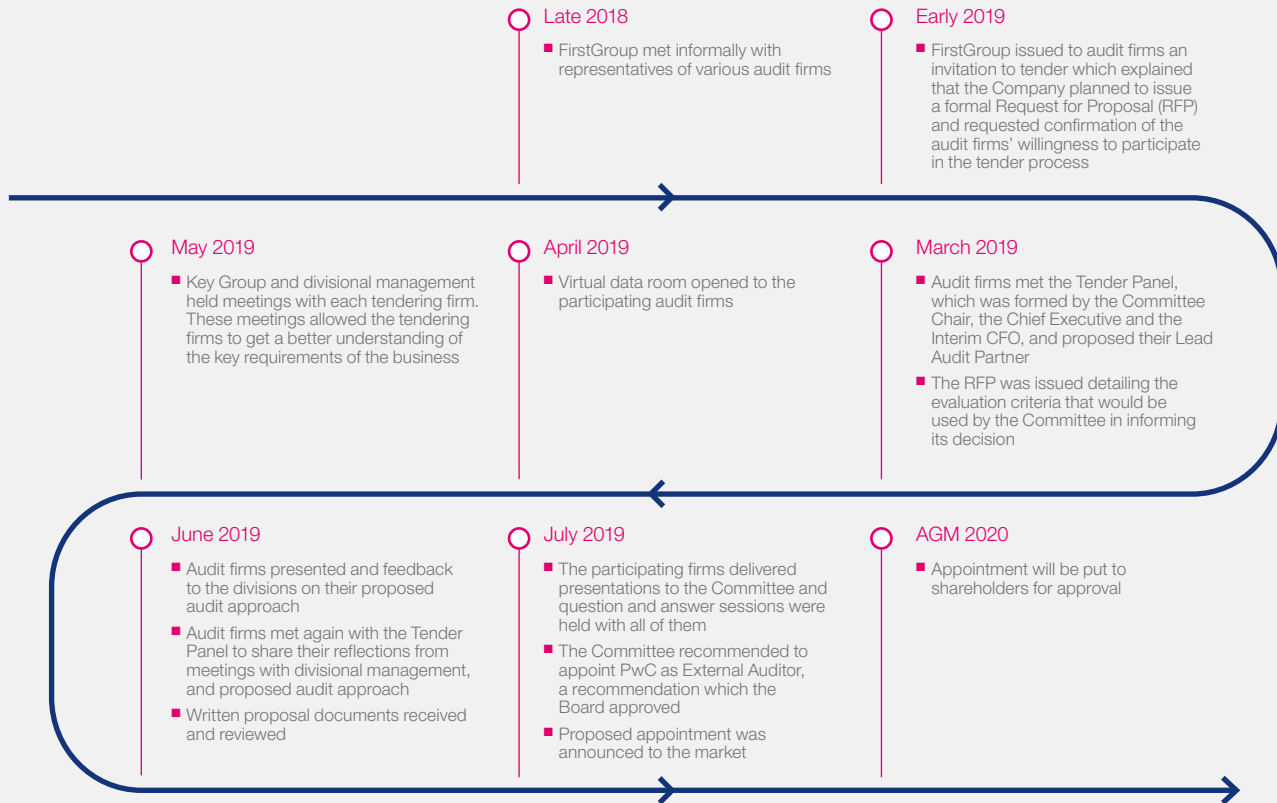 Late 2018
■ FirstGroup met informally with
representatives of various audit firms
Early 2019
■ FirstGroup issued to audit firms an
invitation to tender which explained
that the Company planned to issue
a formal Request for Proposal (RFP)
and requested confirmation of the
audit firms’ willingness to participate
in the tender process
March 2019
■ Audit firms met the Tender Panel,
which was formed by the Committee
Chair, the Chief Executive and the
Interim CFO, and proposed their Lead
Audit Partner
■ The RFP was issued detailing the
evaluation criteria that would be
used by the Committee in informing
its decision
April 2019
■ Virtual data room opened to the
participating audit firms
May 2019
■ Key Group and divisional management
held meetings with each tendering firm.
These meetings allowed the tendering
firms to get a better understanding of
the key requirements of the business
June 2019
■ Audit firms presented and feedback
to the divisions on their proposed
audit approach
■ Audit firms met again with the Tender
Panel to share their reflections from
meetings with divisional management,
and proposed audit approach
■ Written proposal documents received
and reviewed
July 2019
■ The participating firms delivered
presentations to the Committee and
question and answer sessions were
held with all of them
■ The Committee recommended to
appoint PwC as External Auditor,
a recommendation which the
Board approved
■ Proposed appointment was
announced to the market
AGM 2020
■ Appointment will be put to
shareholders for approval